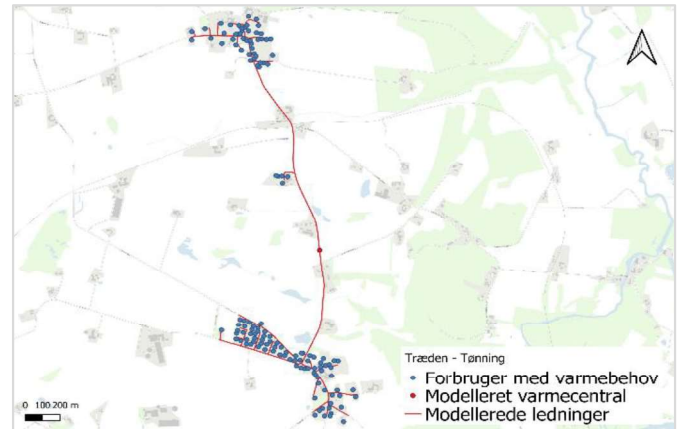 Træden - Tønning
Forbruger med varmebehov
Modelleret varmecentral
Modellerede ledninger
0 100 200 m